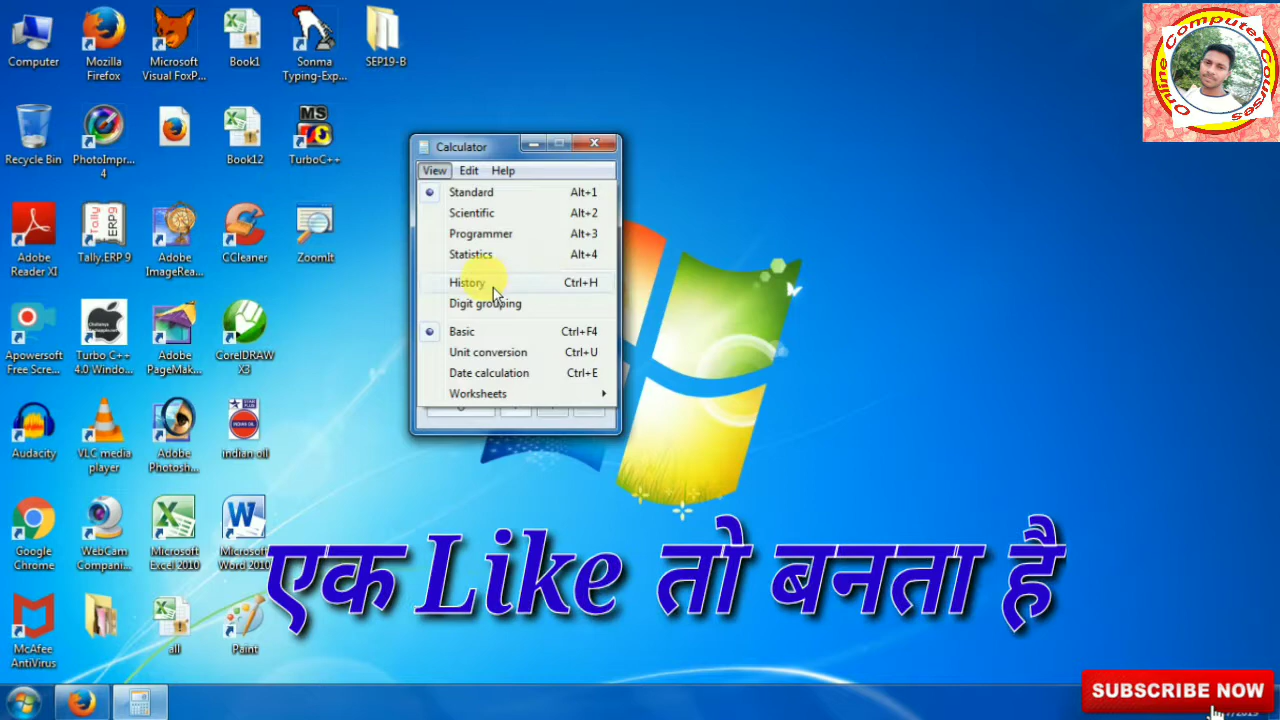 Computer
Mozilla
Firefox
Microsoft
Visual FoxP...
Book1
Sonma
Typing-Exp...
SEP19-B
Online Computer Courses
Recycle Bin
PhotoImpr...
4
Book12
MS
TurboC++
Adobe
Reader XI
Tally
ERP9
Tally.ERP 9
Adobe
ImageRea...
CCleaner
ZoomIt
Apowersoft
Free Scre...
Turbo C++
4.0 Windo...
Adobe
PageMak...
CorelDRAW
X3
Audacity
VLC media
player
Adobe
Photosh...
indian oil
Google
Chrome
WebCam
Compani...
Microsoft
Excel 2010
Microsof
Word 2010
McAfee
AntiVirus
all
Paint
Calculator
View Edit Help
Standard Alt+1
Scientific Alt+2
Programmer Alt+3
Statistics Alt+4
History Ctrl+H
Digit grouping
Basic Ctrl+F4
Unit conversion Ctrl+U
Date calculation Ctrl+E
Worksheets
एक Like तो बनता है
SUBSCRIBE NOW